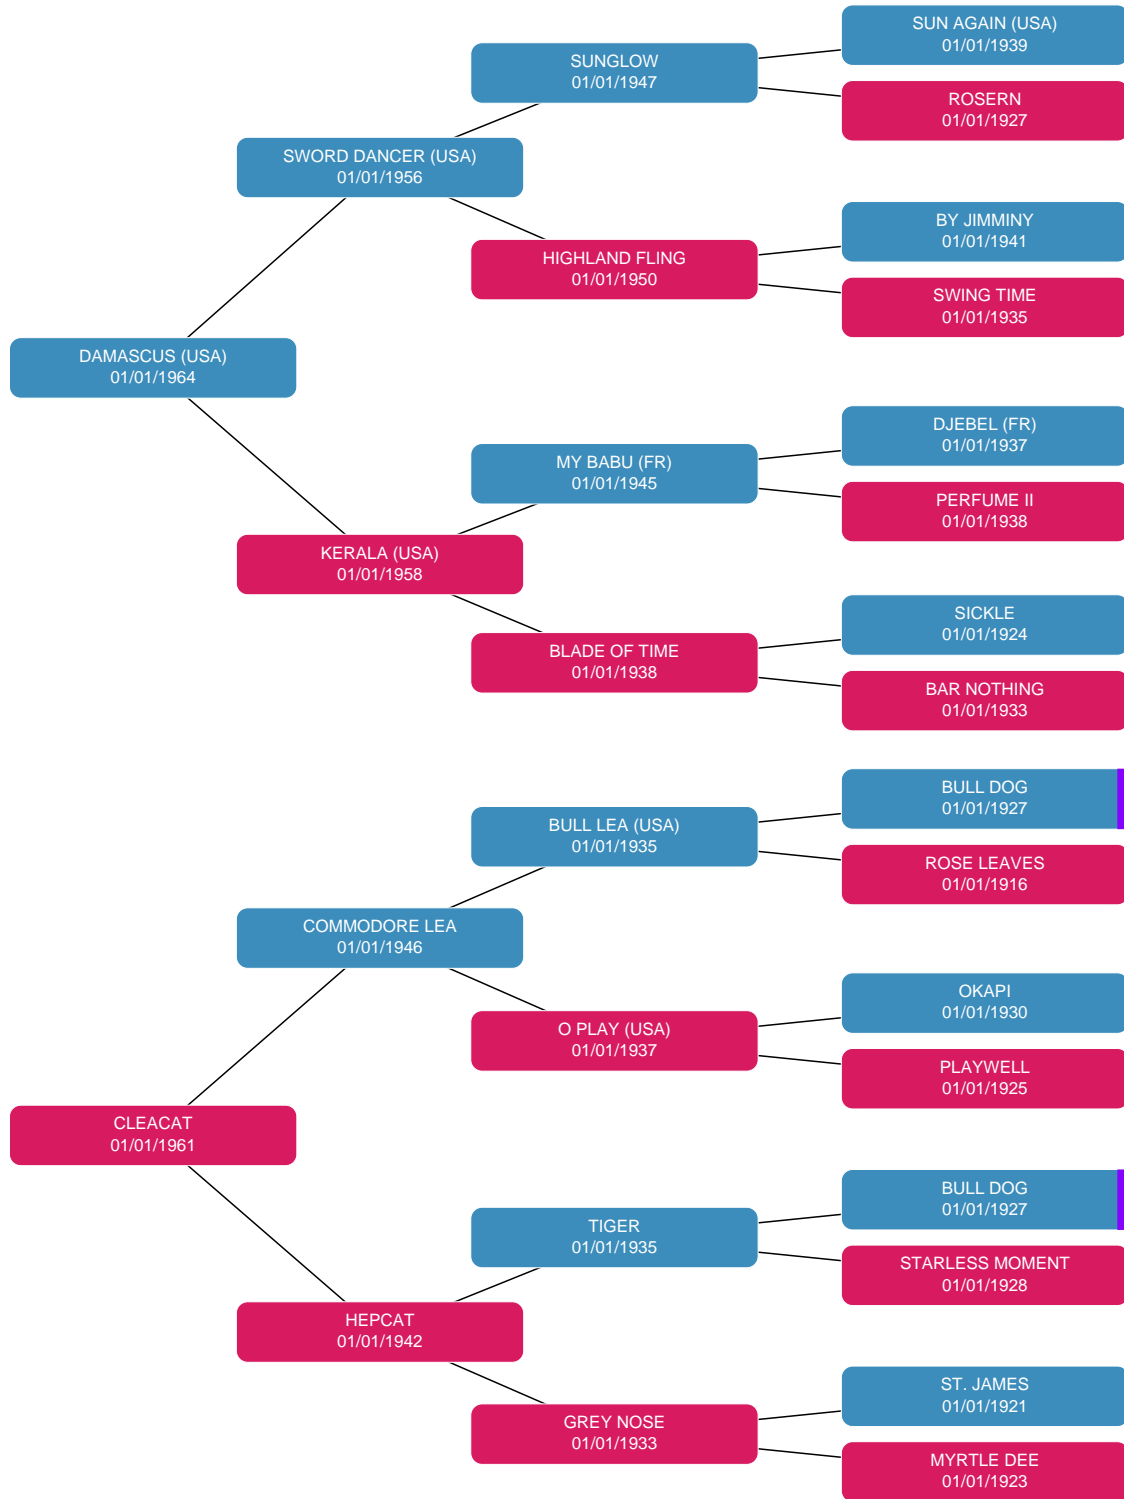 SUN AGAIN (USA)
01/01/1939
SUNGLOW
01/01/1947
ROSERN
01/01/1927
SWORD DANCER (USA)
01/01/1956
BY JIMMINY
01/01/1941
HIGHLAND FLING
01/01/1950
SWING TIME
01/01/1935
DAMASCUS (USA)
01/01/1964
DJEBEL (FR)
01/01/1937
MY BABU (FR)
01/01/1945
PERFUME II
01/01/1938
KERALA (USA)
01/01/1958
SICKLE
01/01/1924
BLADE OF TIME
01/01/1938
BAR NOTHING
01/01/1933
BULL DOG
01/01/1927
BULL LEA (USA)
01/01/1935
ROSE LEAVES
01/01/1916
COMMODORE LEA
01/01/1946
OKAPI
01/01/1930
O PLAY (USA)
01/01/1937
PLAYWELL
01/01/1925
CLEACAT
01/01/1961
BULL DOG
01/01/1927
TIGER
01/01/1935
STARLESS MOMENT
01/01/1928
HEPCAT
01/01/1942
ST. JAMES
01/01/1921
GREY NOSE
01/01/1933
MYRTLE DEE
01/01/1923